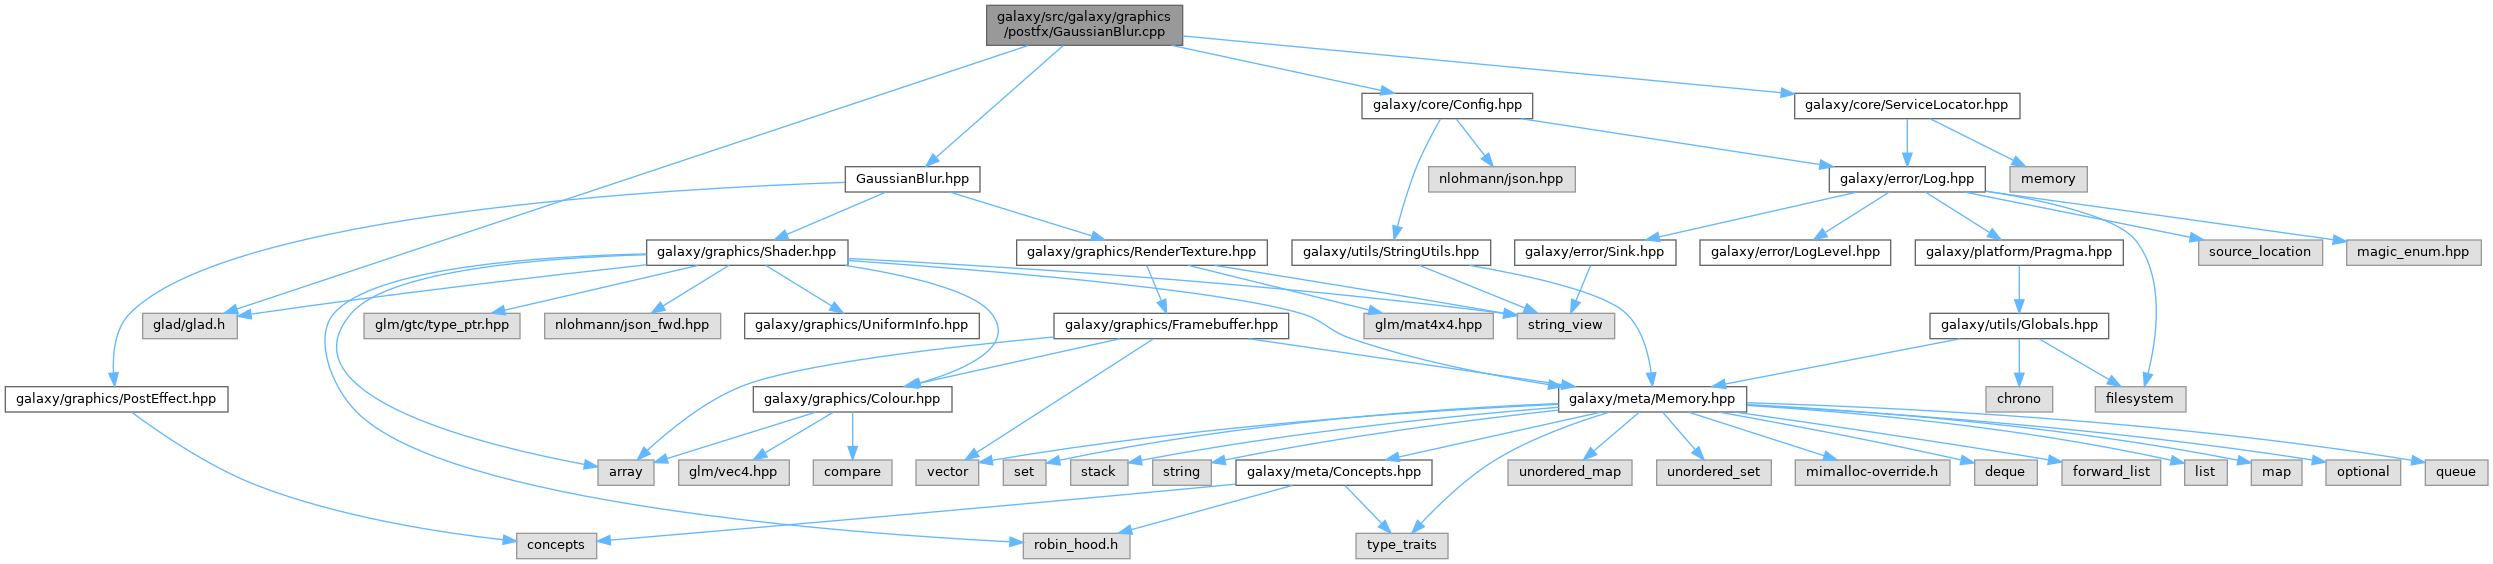 galaxy/src/galaxy/graphics
/postfx/GaussianBlur.cpp
galaxy/core/Config.hpp
galaxy/core/ServiceLocator.hpp
GaussianBlur.hpp
nlohmann/json.hpp
galaxy/error/Log.hpp
memory
galaxy/graphics/Shader.hpp
galaxy/graphics/RenderTexture.hpp
galaxy/utils/StringUtils.hpp
galaxy/error/Sink.hpp
galaxy/error/LogLevel.hpp
galaxy/platform/Pragma.hpp
source_location
magic_enum.hpp
glad/glad.h
glm/gtc/type_ptr.hpp
nlohmann/json_fwd.hpp
galaxy/graphics/UniformInfo.hpp
galaxy/graphics/Framebuffer.hpp
glm/mat4x4.hpp
string_view
galaxy/utils/Globals.hpp
galaxy/graphics/PostEffect.hpp
galaxy/graphics/Colour.hpp
galaxy/meta/Memory.hpp
chrono
filesystem
array
glm/vec4.hpp
compare
vector
set
stack
string
galaxy/meta/Concepts.hpp
unordered_map
unordered_set
mimalloc-override.h
deque
forward_list
list
map
optional
queue
concepts
robin_hood.h
type_traits